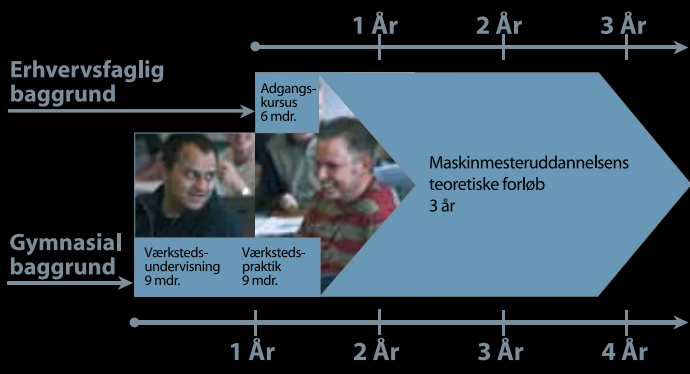 1 År 2 År 3 År
Erhvervsfaglig
baggrund
Adgangs-
kursus
6 mdr.
Maskinmesteruddannelsens
teoretiske forløb
3 år
Gymnasial
baggrund
Værksteds-
undervisning
9 mdr.
Værksteds-
praktik
9 mdr.
1 År 2 År 3 År 4 År